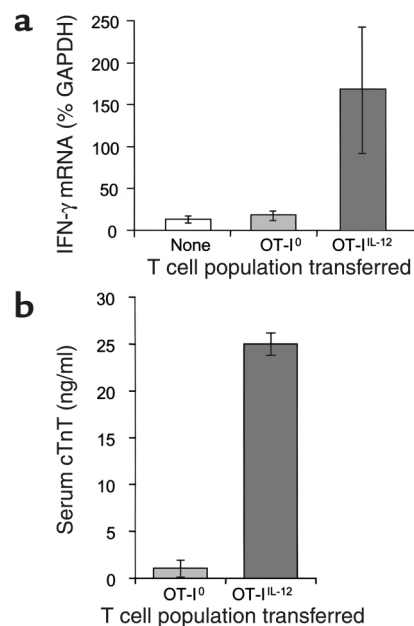 a
IFN-γ mRNA (% GAPDH)
250
200
150
100
50
0
None OT-I⁰ OT-Iᴵᴸ⁻¹²
T cell population transferred
b
Serum cTnT (ng/ml)
30
25
20
15
10
5
0
OT-I⁰ OT-Iᴵᴸ⁻¹²
T cell population transferred